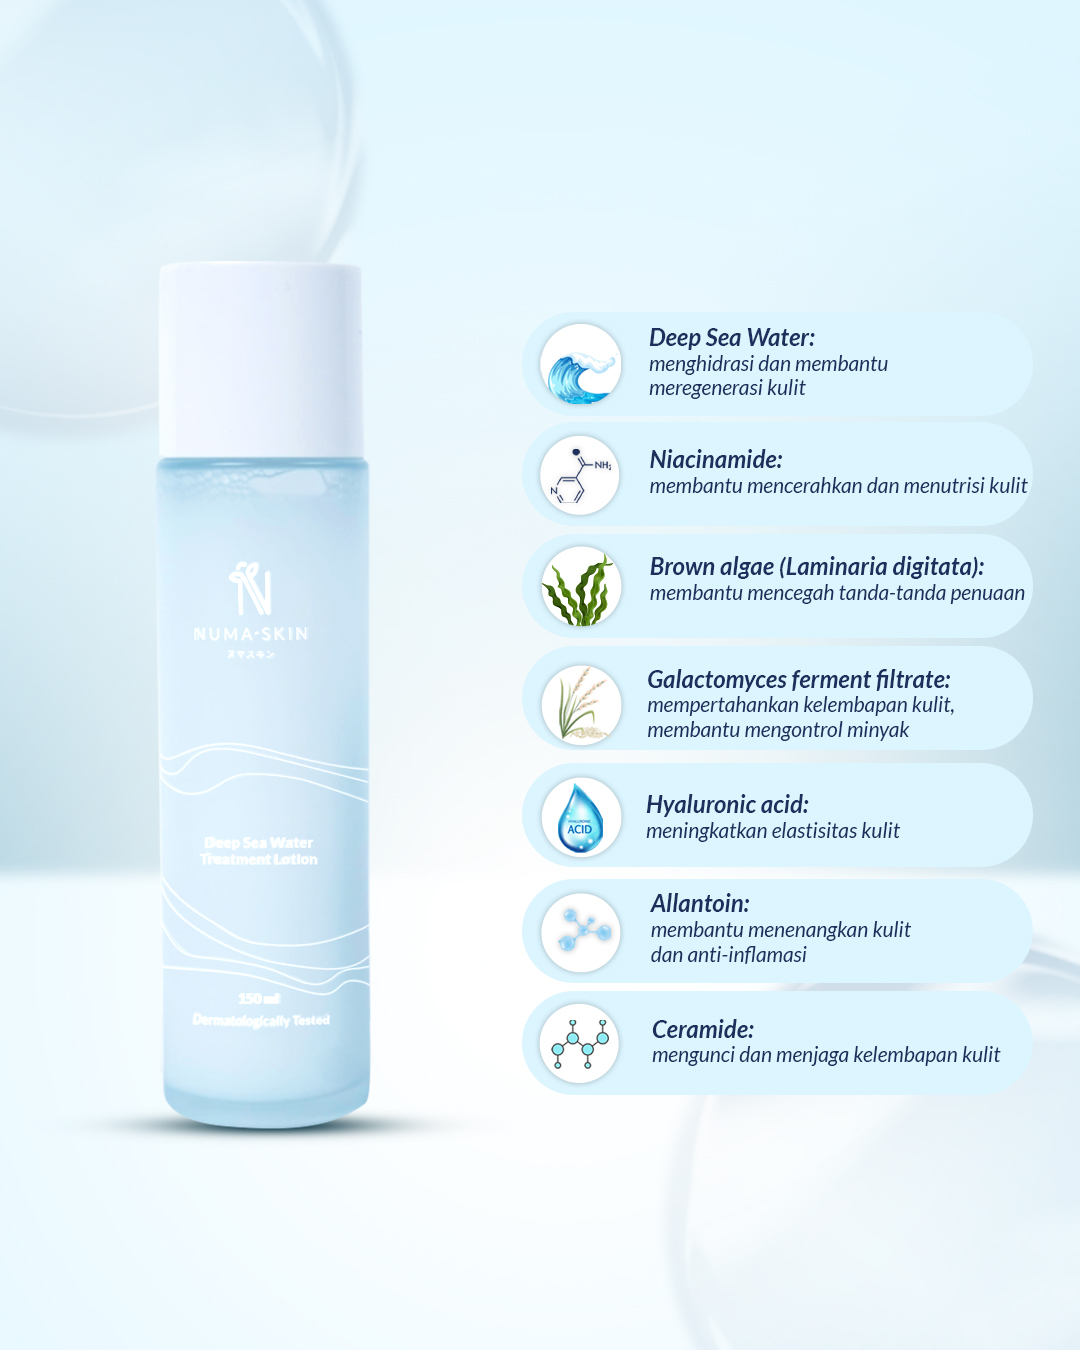 NUMA-SKIN
ヌマスキン
Deep Sea Water
Treatment Lotion
150 ml
Dermatologically Tested
Deep Sea Water:
menghidrasi dan membantu
meregenerasi kulit
NH₂
N
Niacinamide:
membantu mencerahkan dan menutrisi kulit
Brown algae (Laminaria digitata):
membantu mencegah tanda-tanda penuaan
Galactomyces ferment filtrate:
mempertahankan kelembapan kulit,
membantu mengontrol minyak
HYALURONIC
ACID
Hyaluronic acid:
meningkatkan elastisitas kulit
Allantoin:
membantu menenangkan kulit
dan anti-inflamasi
Ceramide:
mengunci dan menjaga kelembapan kulit